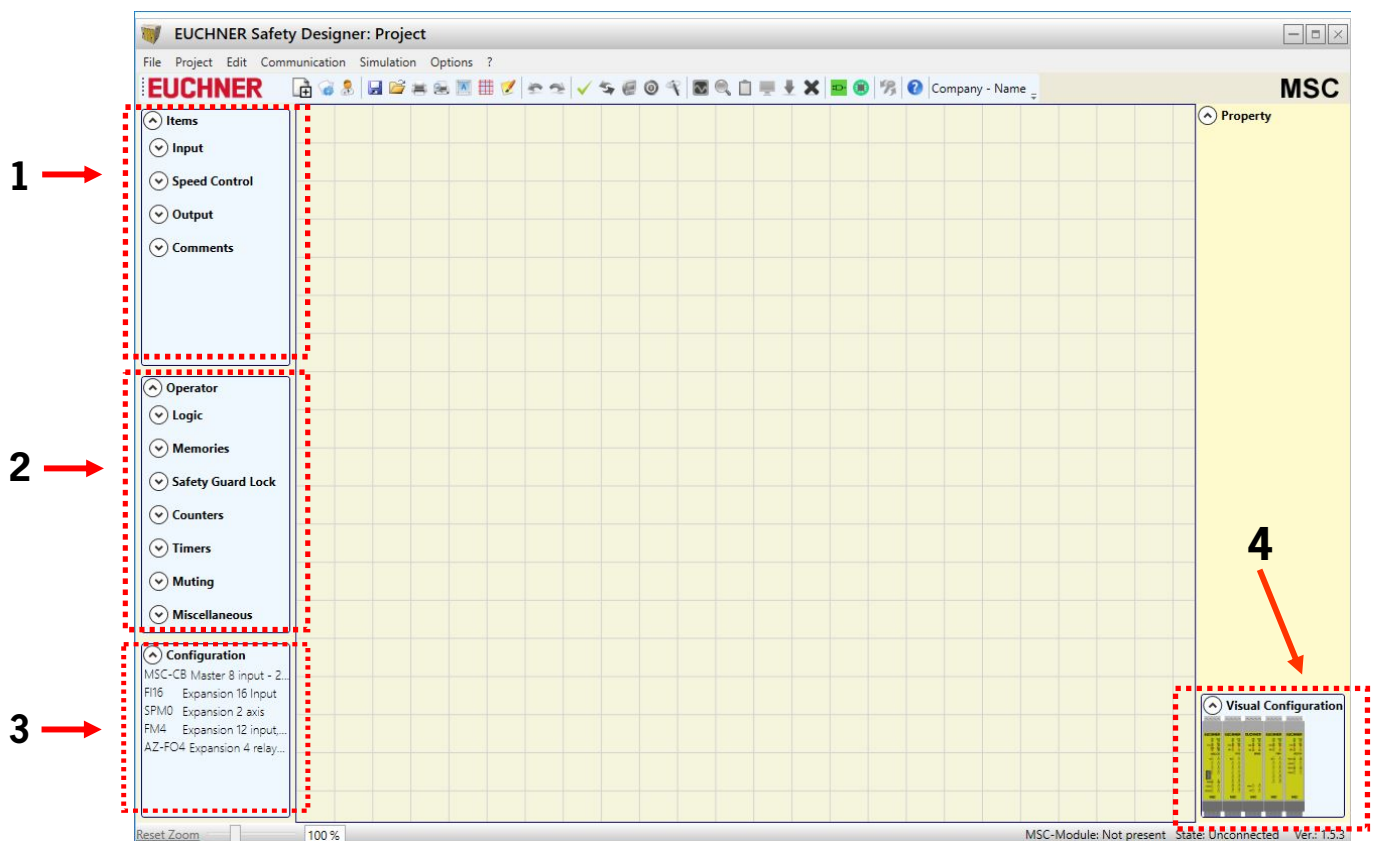 EUCHNER Safety Designer: Project
File Project Edit Communication Simulation Options ?
EUCHNER
Company - Name
MSC
Items
Input
Speed Control
Output
Comments
1
Operator
Logic
Memories
Safety Guard Lock
Counters
Timers
Muting
Miscellaneous
2
Configuration
MSC-CB Master 8 input - 2...
FI16 Expansion 16 Input
SPM0 Expansion 2 axis
FM4 Expansion 12 input,...
AZ-FO4 Expansion 4 relay...
3
Property
4
Visual Configuration
Reset Zoom
100 %
MSC-Module: Not present State: Unconnected Ver.: 1.5.3